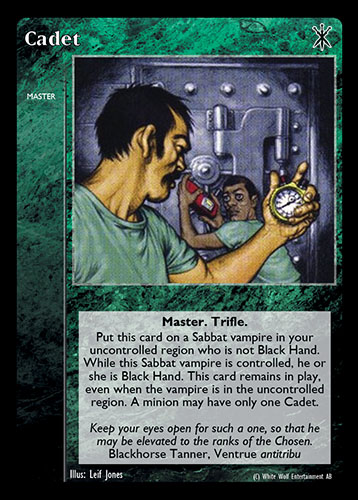 Cadet
MASTER
Master. Trifle.
Put this card on a Sabbat vampire in your
uncontrolled region who is not Black Hand.
While this Sabbat vampire is controlled, he or
she is Black Hand. This card remains in play,
even when the vampire is in the uncontrolled
region. A minion may have only one Cadet.
Keep your eyes open for such a one, so that he
may be elevated to the ranks of the Chosen.
Blackhorse Tanner, Ventrue antitribu
Illus: Leif Jones
(C) White Wolf Entertainment AB